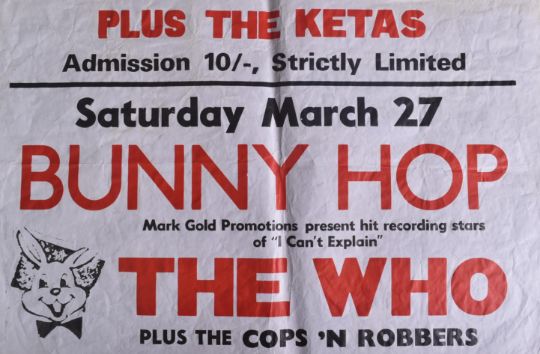 PLUS THE KETAS
Admission 10/-, Strictly Limited
Saturday March 27
BUNNY HOP
Mark Gold Promotions present hit recording stars
of "I Can't Explain"
THE WHO
PLUS THE COPS 'N ROBBERS